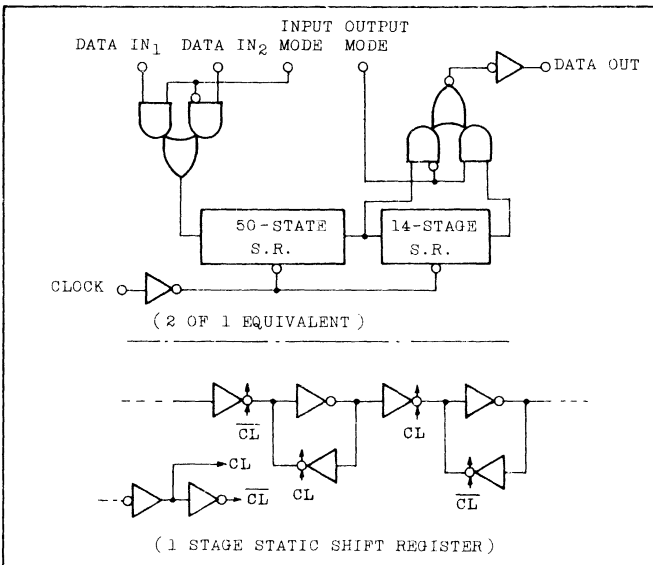 INPUT OUTPUT
DATA IN1 DATA IN2 MODE MODE
DATA OUT
50-STATE
S.R.
14-STAGE
S.R.
CLOCK
( 2 OF 1 EQUIVALENT )
CL
CL
CL
CL
CL
CL
( 1 STAGE STATIC SHIFT REGISTER )